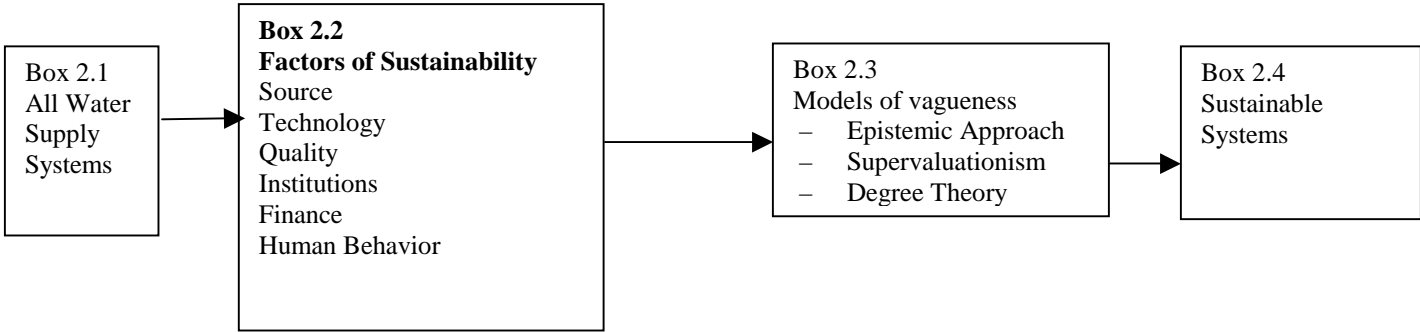 Box 2.1
All Water
Supply
Systems
Box 2.2
Factors of Sustainability
Source
Technology
Quality
Institutions
Finance
Human Behavior
Box 2.3
Models of vagueness
– Epistemic Approach
– Supervaluationism
– Degree Theory
Box 2.4
Sustainable
Systems